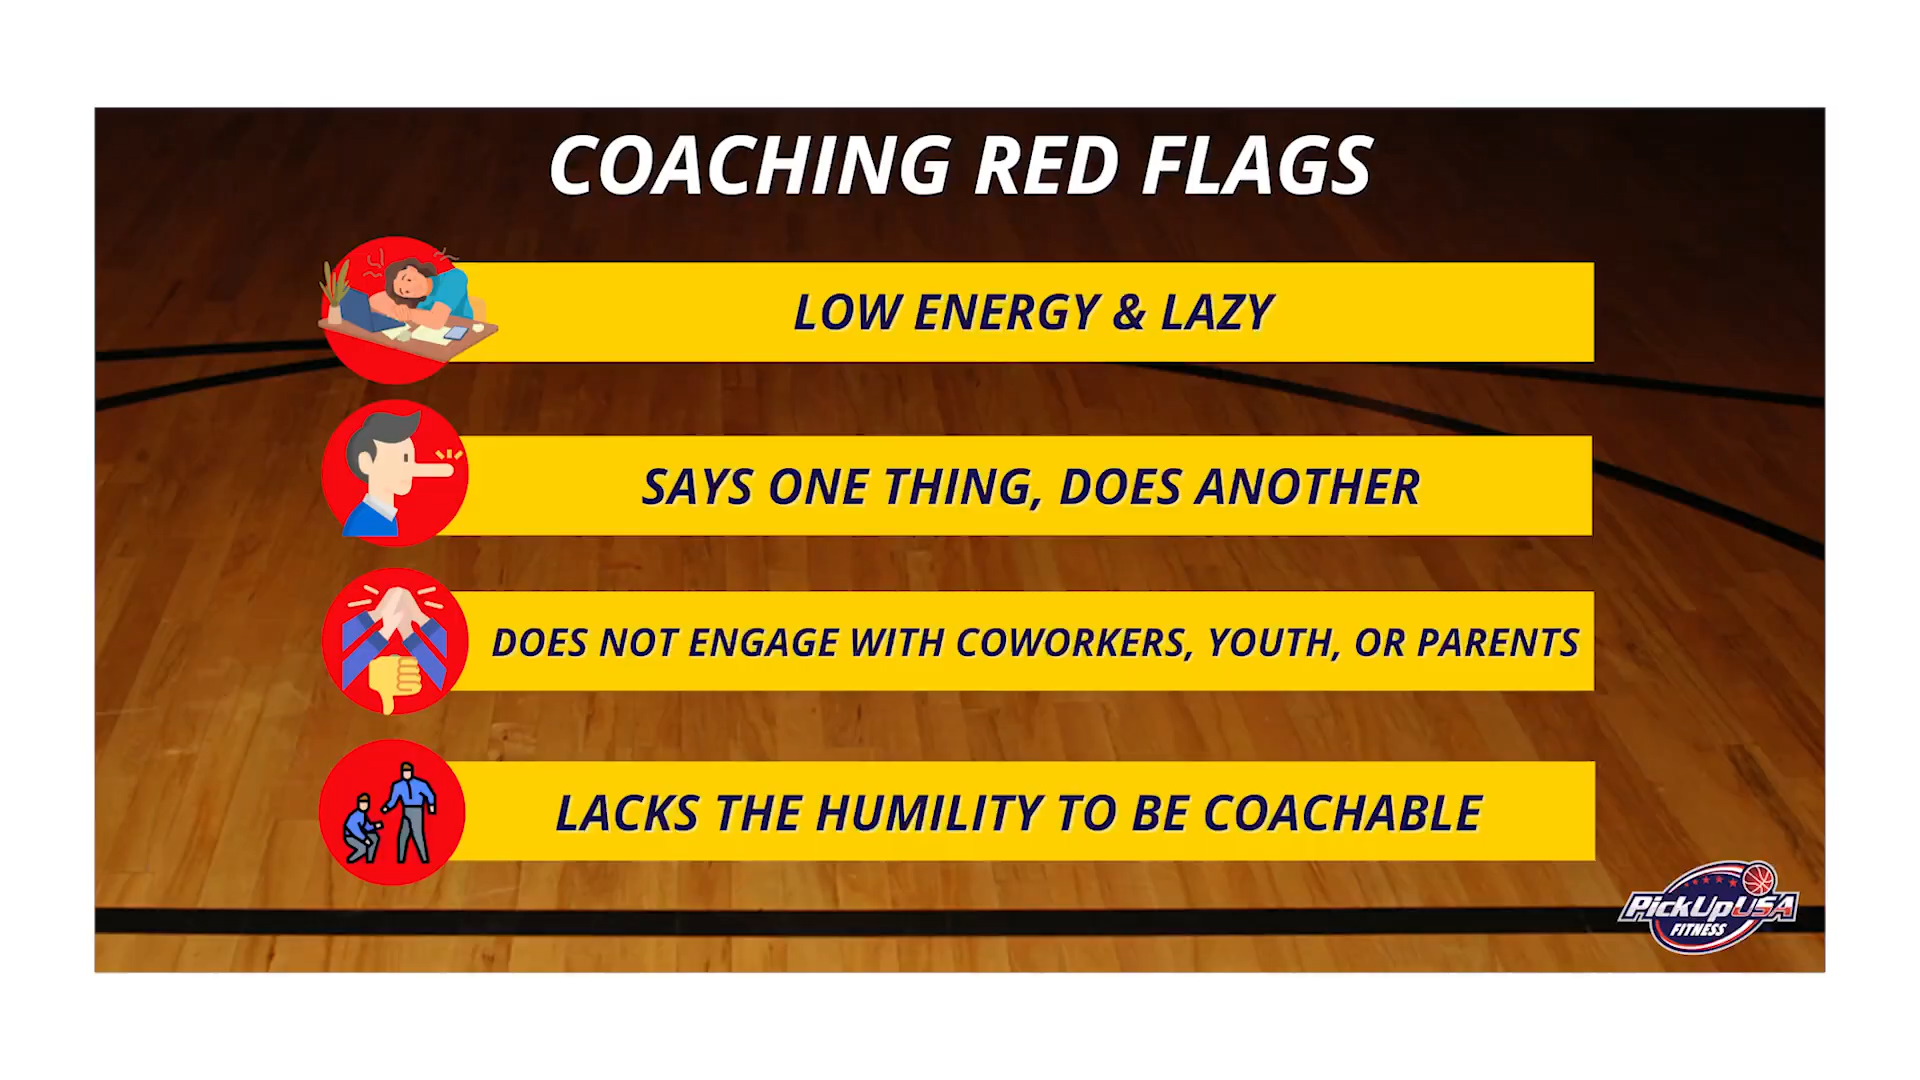 COACHING RED FLAGS
LOW ENERGY & LAZY
SAYS ONE THING, DOES ANOTHER
DOES NOT ENGAGE WITH COWORKERS, YOUTH, OR PARENTS
LACKS THE HUMILITY TO BE COACHABLE
PickUpUSA
FITNESS